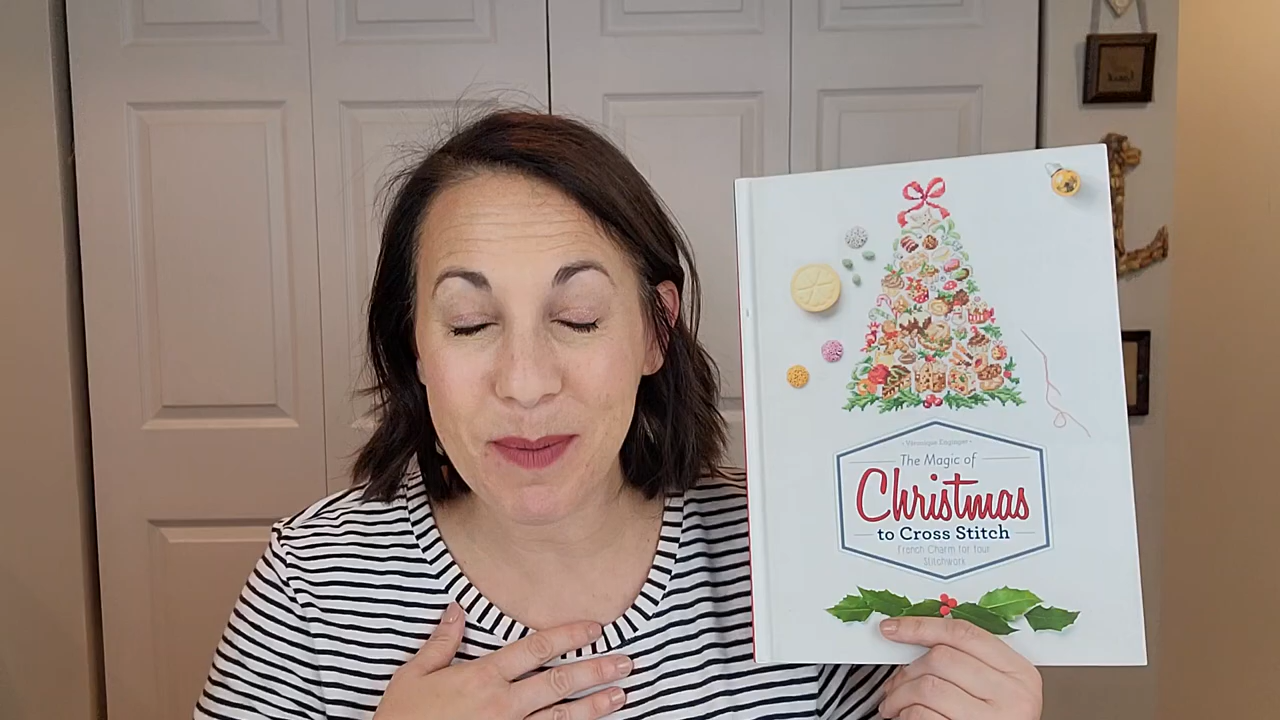 • Véronique Enginger •
The Magic of
Christmas
to Cross Stitch
French Charm for Your
Stitchwork